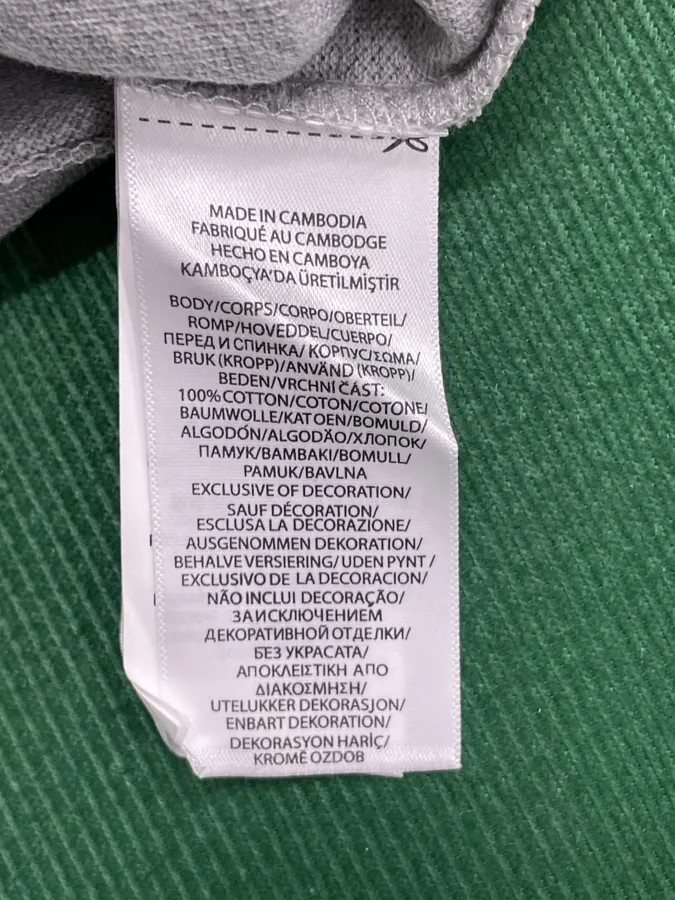 MADE IN CAMBODIA
FABRIQUÉ AU CAMBODGE
HECHO EN CAMBOYA
KAMBOÇYA'DA ÜRETİLMİŞTİR
BODY/CORPS/CORPO/OBERTEIL/
ROMP/HOVEDDEL/CUERPO/
ПЕРЕД И СПИНКА/ КОРПУС/ΣΩΜΑ/
BRUK (KROPP)/ANVÄND (KROPP)/
BEDEN/VRCHNÍ ČÁST:
100% COTTON/COTON/COTONE/
BAUMWOLLE/KATOEN/BOMULD/
ALGODÓN/ALGODÃO/ХЛОПОК/
ПАМУК/BAMBAKI/BOMULL/
PAMUK/BAVLNA
EXCLUSIVE OF DECORATION/
SAUF DÉCORATION/
ESCLUSA LA DECORAZIONE/
AUSGENOMMEN DEKORATION/
BEHALVE VERSIERING/UDEN PYNT/
EXCLUSIVO DE LA DECORACION/
NÃO INCLUI DECORAÇÃO/
ЗА ИСКЛЮЧЕНИЕМ
ДЕКОРАТИВНОЙ ОТДЕЛКИ/
БЕЗ УКРАСАТА/
ΑΠΟΚΛΕΙΣΤΙΚΗ ΑΠΟ
ΔΙΑΚΟΣΜΗΣΗ/
UTELUKKER DEKORASJON/
ENBART DEKORATION/
DEKORASYON HARİÇ/
KROMĚ OZDOB